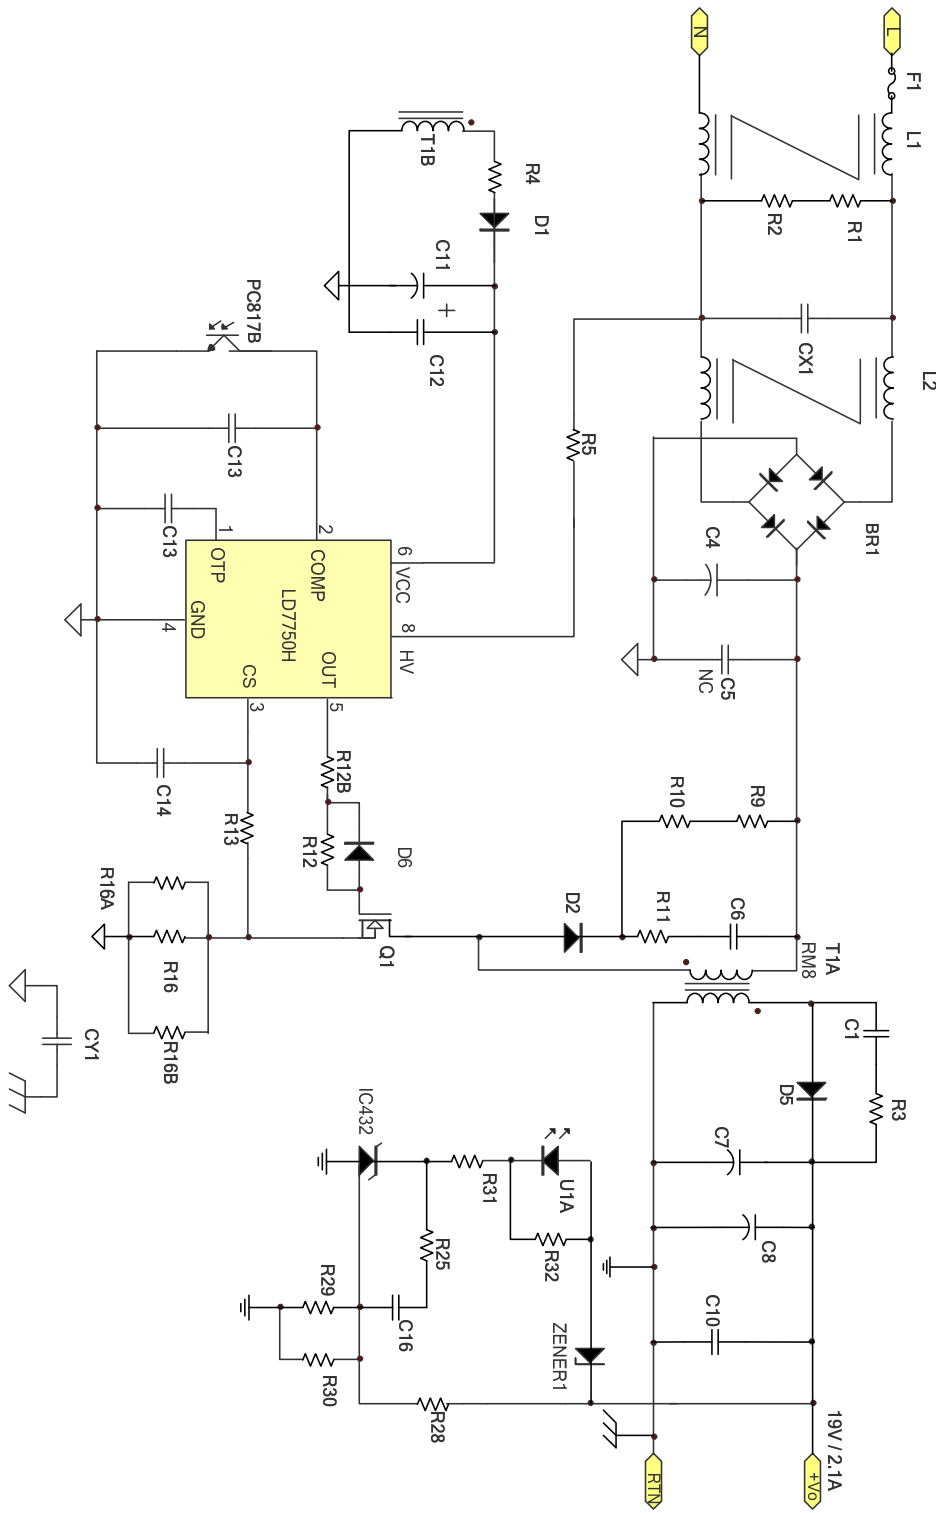 L
N
F1
L1
R1
R2
CX1
L2
BR1
R5
C4
C5
NC
T1B
R4
D1
C11
+
C12
PC817B
C13
C13
1
OTP
2
COMP
6
VCC
8
HV
LD7750H
GND
4
OUT
5
CS
3
C14
R13
R12B
R12
D6
Q1
R16A
R16
R16B
CY1
R9
R10
R11
C6
D2
T1A
RM8
C1
R3
D5
C7
C8
C10
19V / 2.1A
+Vo
RTN
U1A
R32
R31
IC432
R25
C16
R29
R30
R28
ZENER1